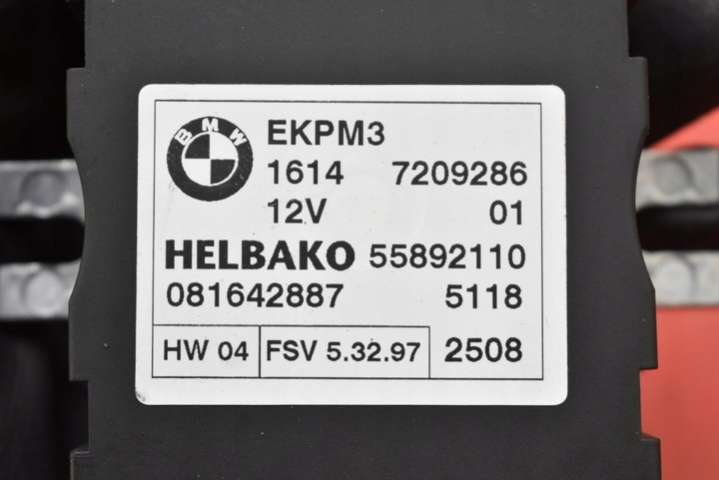 BMW
EKPM3
1614 7209286
12V 01
HELBAKO 55892110
081642887 5118
HW 04 FSV 5.32.97 2508